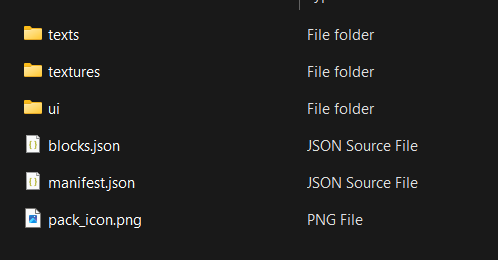 texts File folder
textures File folder
ui File folder
blocks.json JSON Source File
manifest.json JSON Source File
pack_icon.png PNG File